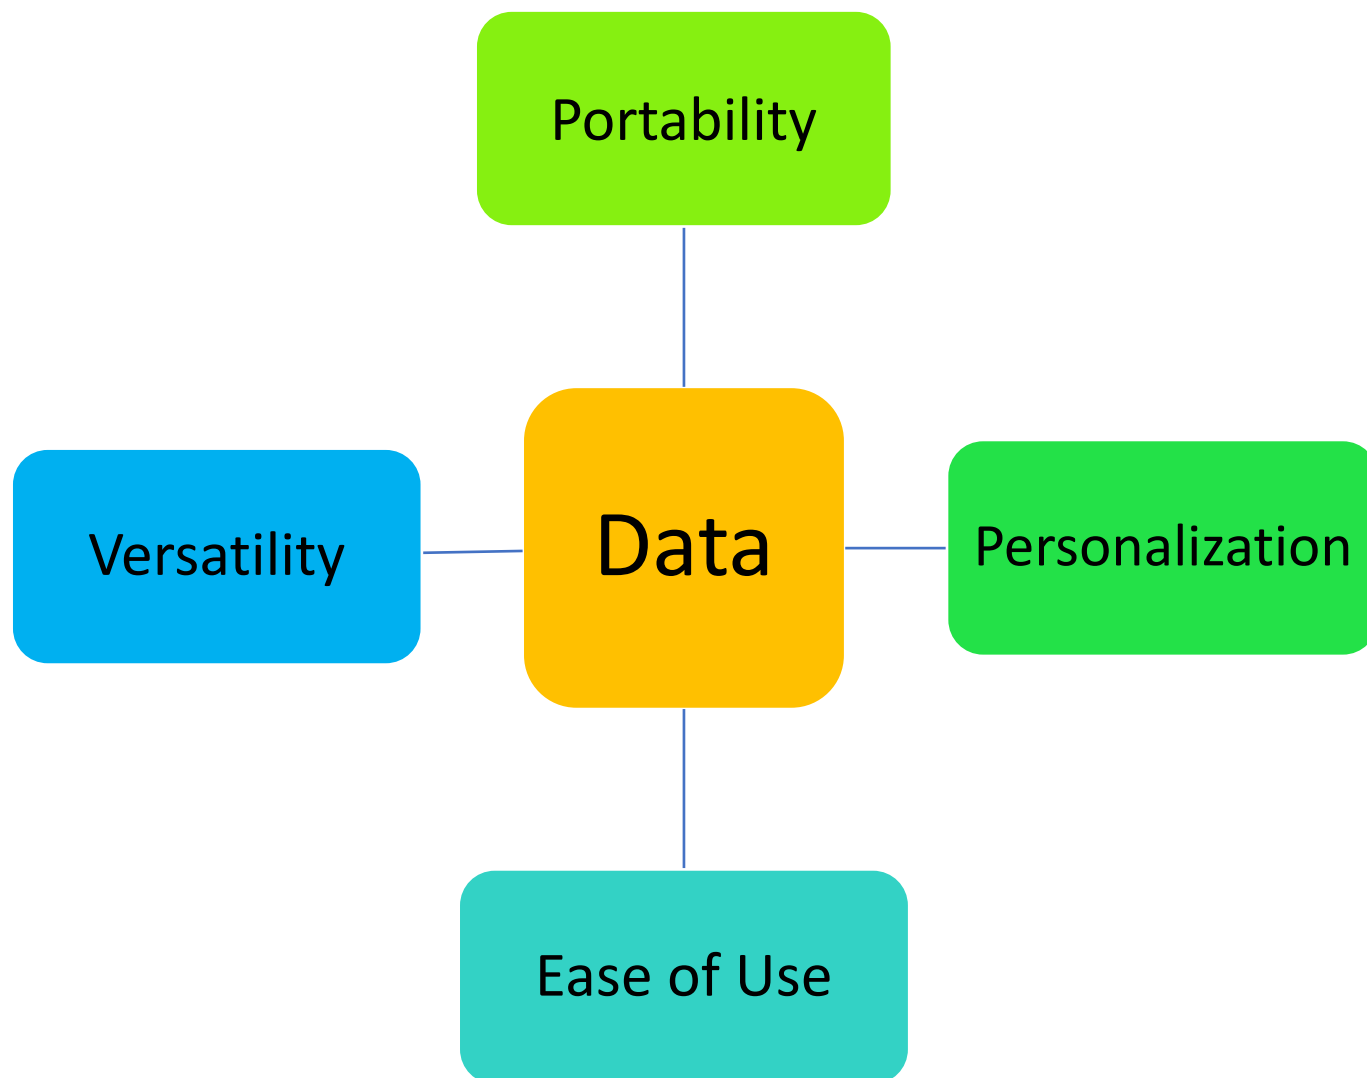 Portability
Versatility
Data
Personalization
Ease of Use